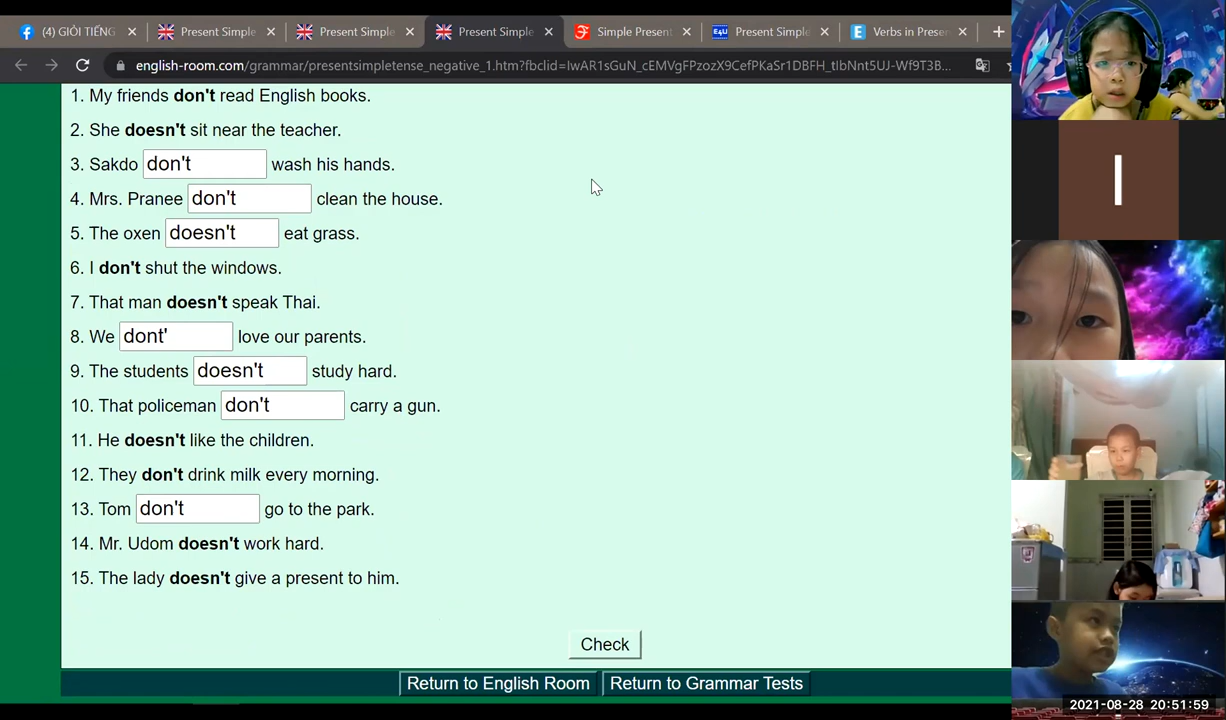 (4) GIỎI TIẾNG
Present Simple
Present Simple
Present Simple
Simple Present
E4U
Present Simple
E
Verbs in Prese
english-room.com/grammar/presentsimpletense_negative_1.htm?fbclid=IwAR1sGuN_cEMVgFPzozX9CefPKaSr1DBFH_tIbNnt5UJ-Wf9T3B...
1. My friends don't read English books.
2. She doesn't sit near the teacher.
3. Sakdo don't wash his hands.
4. Mrs. Pranee don't clean the house.
5. The oxen doesn't eat grass.
6. I don't shut the windows.
7. That man doesn't speak Thai.
8. We dont' love our parents.
9. The students doesn't study hard.
10. That policeman don't carry a gun.
11. He doesn't like the children.
12. They don't drink milk every morning.
13. Tom don't go to the park.
14. Mr. Udom doesn't work hard.
15. The lady doesn't give a present to him.
Check
Return to English Room
Return to Grammar Tests
I
2021-08-28 20:51:59